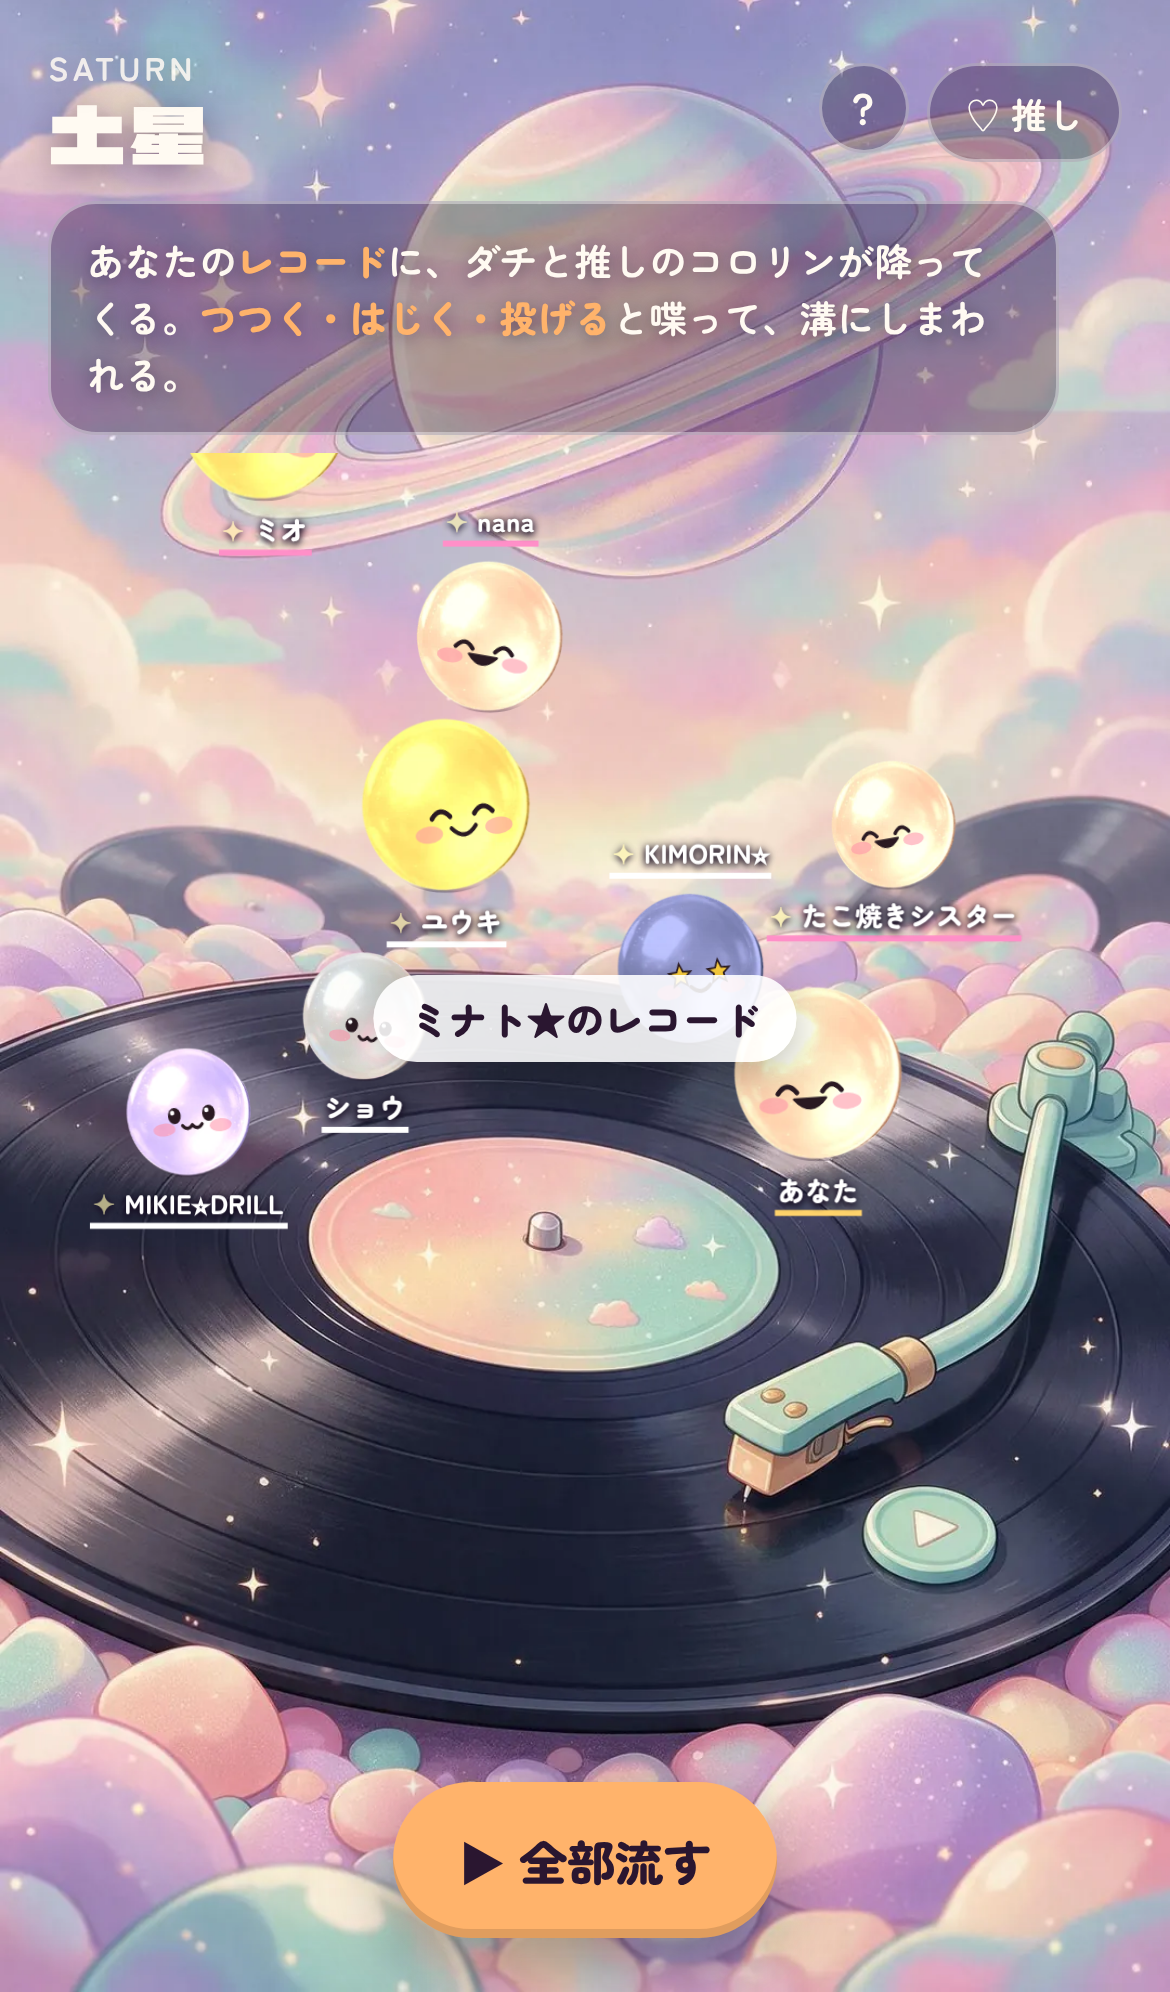 SATURN
土星
?
♡ 推し
あなたのレコードに、ダチと推しのコロリンが降って
くる。つつく・はじく・投げると喋って、溝にしまわ
れる。
✦ ミオ
✦ nana
✦ KIMORIN★
✦ たこ焼きシスター
✦ ユウキ
ミナト★のレコード
✦ ショウ
✦ MIKIE★DRILL
あなた
▶ 全部流す